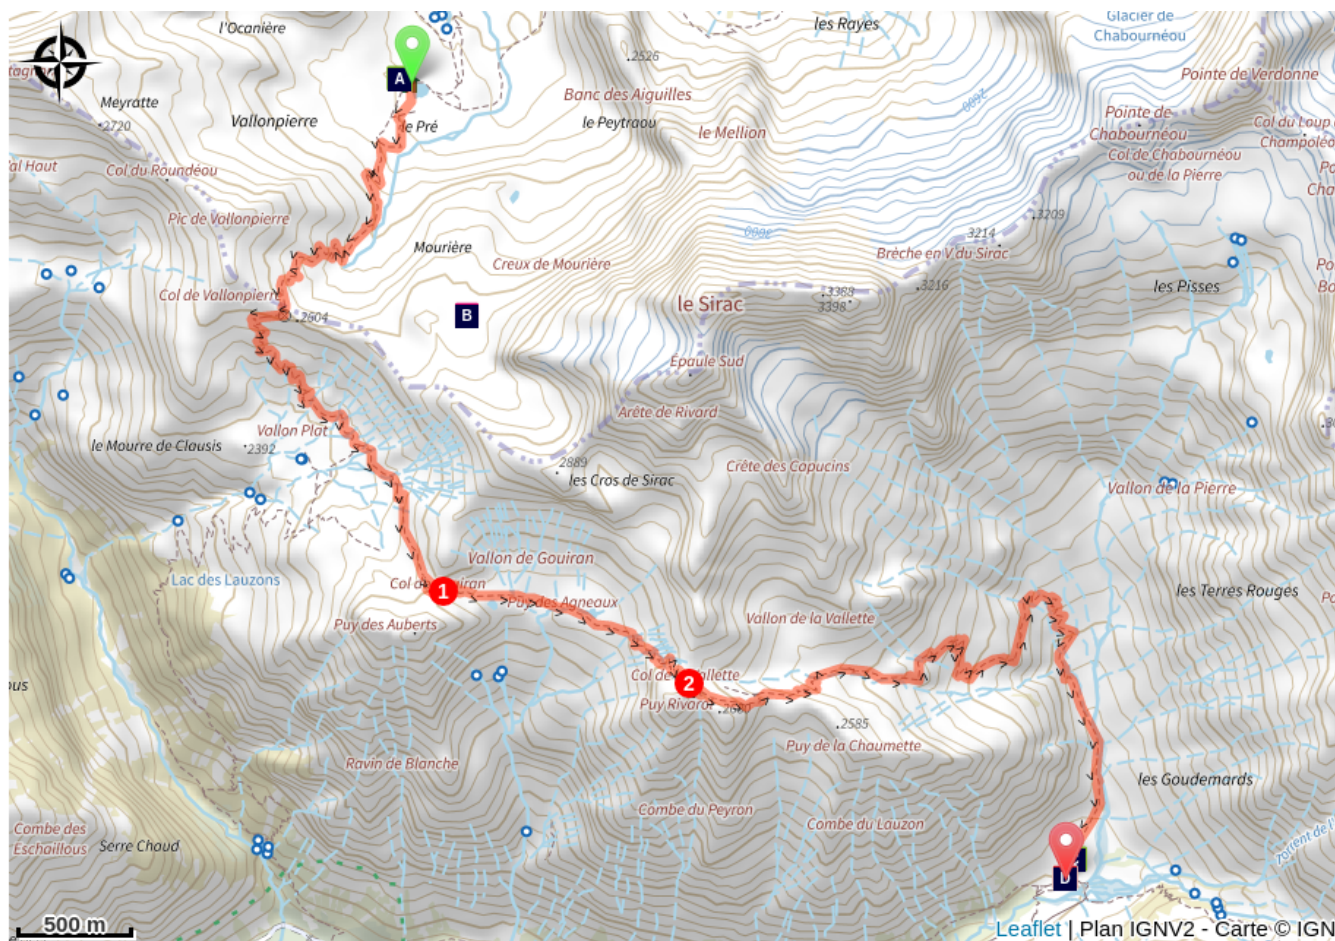 l'Ocanière
les Rayes
Glacier de
Chabournéou
2526
A
Pointe de Verdonne
Meyratte
Banc des Aiguilles
2600
Vallonpierre
le Pré
le Peytraou
Pointe de
Chabournéou
2720
le Mellion
Col du Loup
Champoléo
Col de Chabournéou
ou de la Pierre
Col du Roundéou
Pic de Vallonpierre
3209
Mourière
3214
Brèche en V du Sirac
Creux de Mourière
les Pisses
Col de Vallonpierre
3216
le Sirac
2604
B
Epaule Sud
Arête de Rivard
Vallon Plat
le Mourre de Clausis
2392
2889
les Cros de Sirac
Crête des Capucins
Vallon de la Pierre
Vallon de Gouiran
Lac des Lauzons
1
Puy des Agneaux
les Terres Rouges
Puy des Auberts
Vallon de la Vallette
2
Puy Rivard
2585
Puy de la Chaumette
Ravin de Blanche
les Goudemards
Combe du Peyron
Combe du Lauzon
Combe des
Eschaillous
Serre Chaud
D
500 m
Leaflet | Plan IGNV2 - Carte © IGN